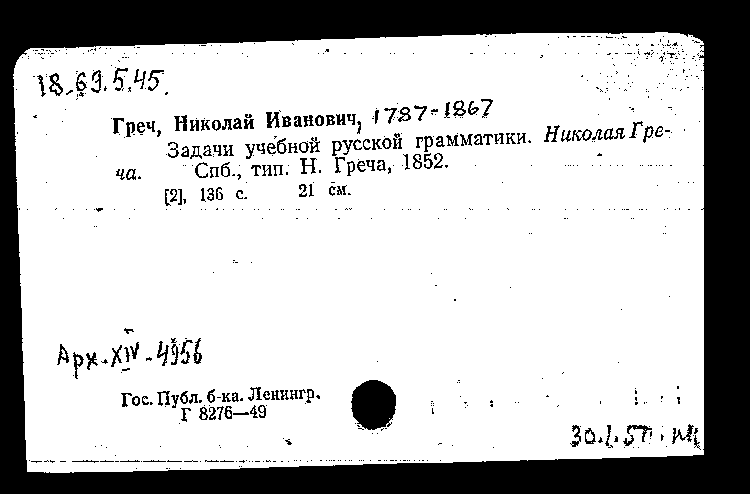 18.69.5.45.
Греч, Николай Иванович, 1787-1867
Задачи учебной русской грамматики. Николая Гре-
ча. Спб., тип. Н. Греча, 1852.
[2], 136 с. 21 см.
Арх. XIV - 4956
Гос. Публ. б-ка. Ленингр.
Г 8276—49
30.I.57г.